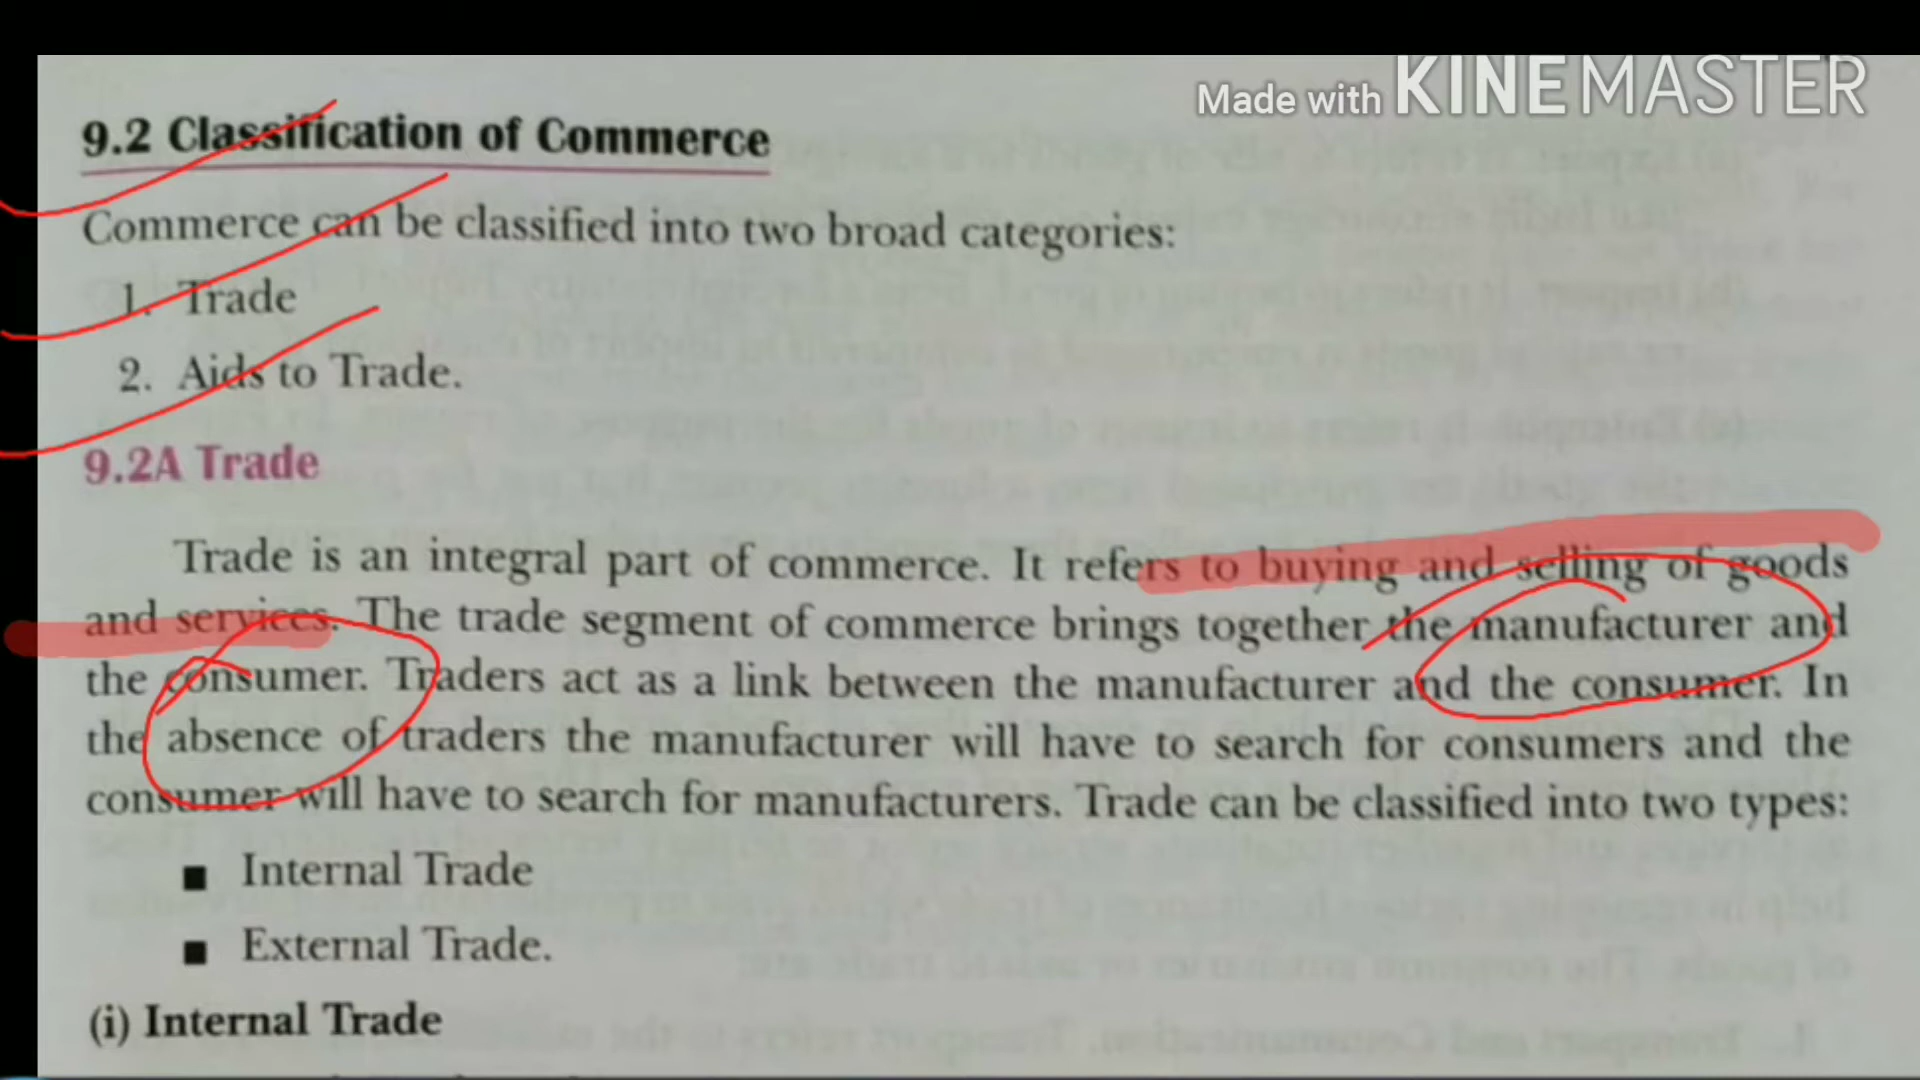 Made with KINEMASTER
9.2 Classification of Commerce
Commerce can be classified into two broad categories:
1. Trade
2. Aids to Trade.
9.2A Trade
Trade is an integral part of commerce. It refers to buying and selling of goods
and services. The trade segment of commerce brings together the manufacturer and
the consumer. Traders act as a link between the manufacturer and the consumer. In
the absence of traders the manufacturer will have to search for consumers and the
consumer will have to search for manufacturers. Trade can be classified into two types:
■ Internal Trade
■ External Trade.
(i) Internal Trade